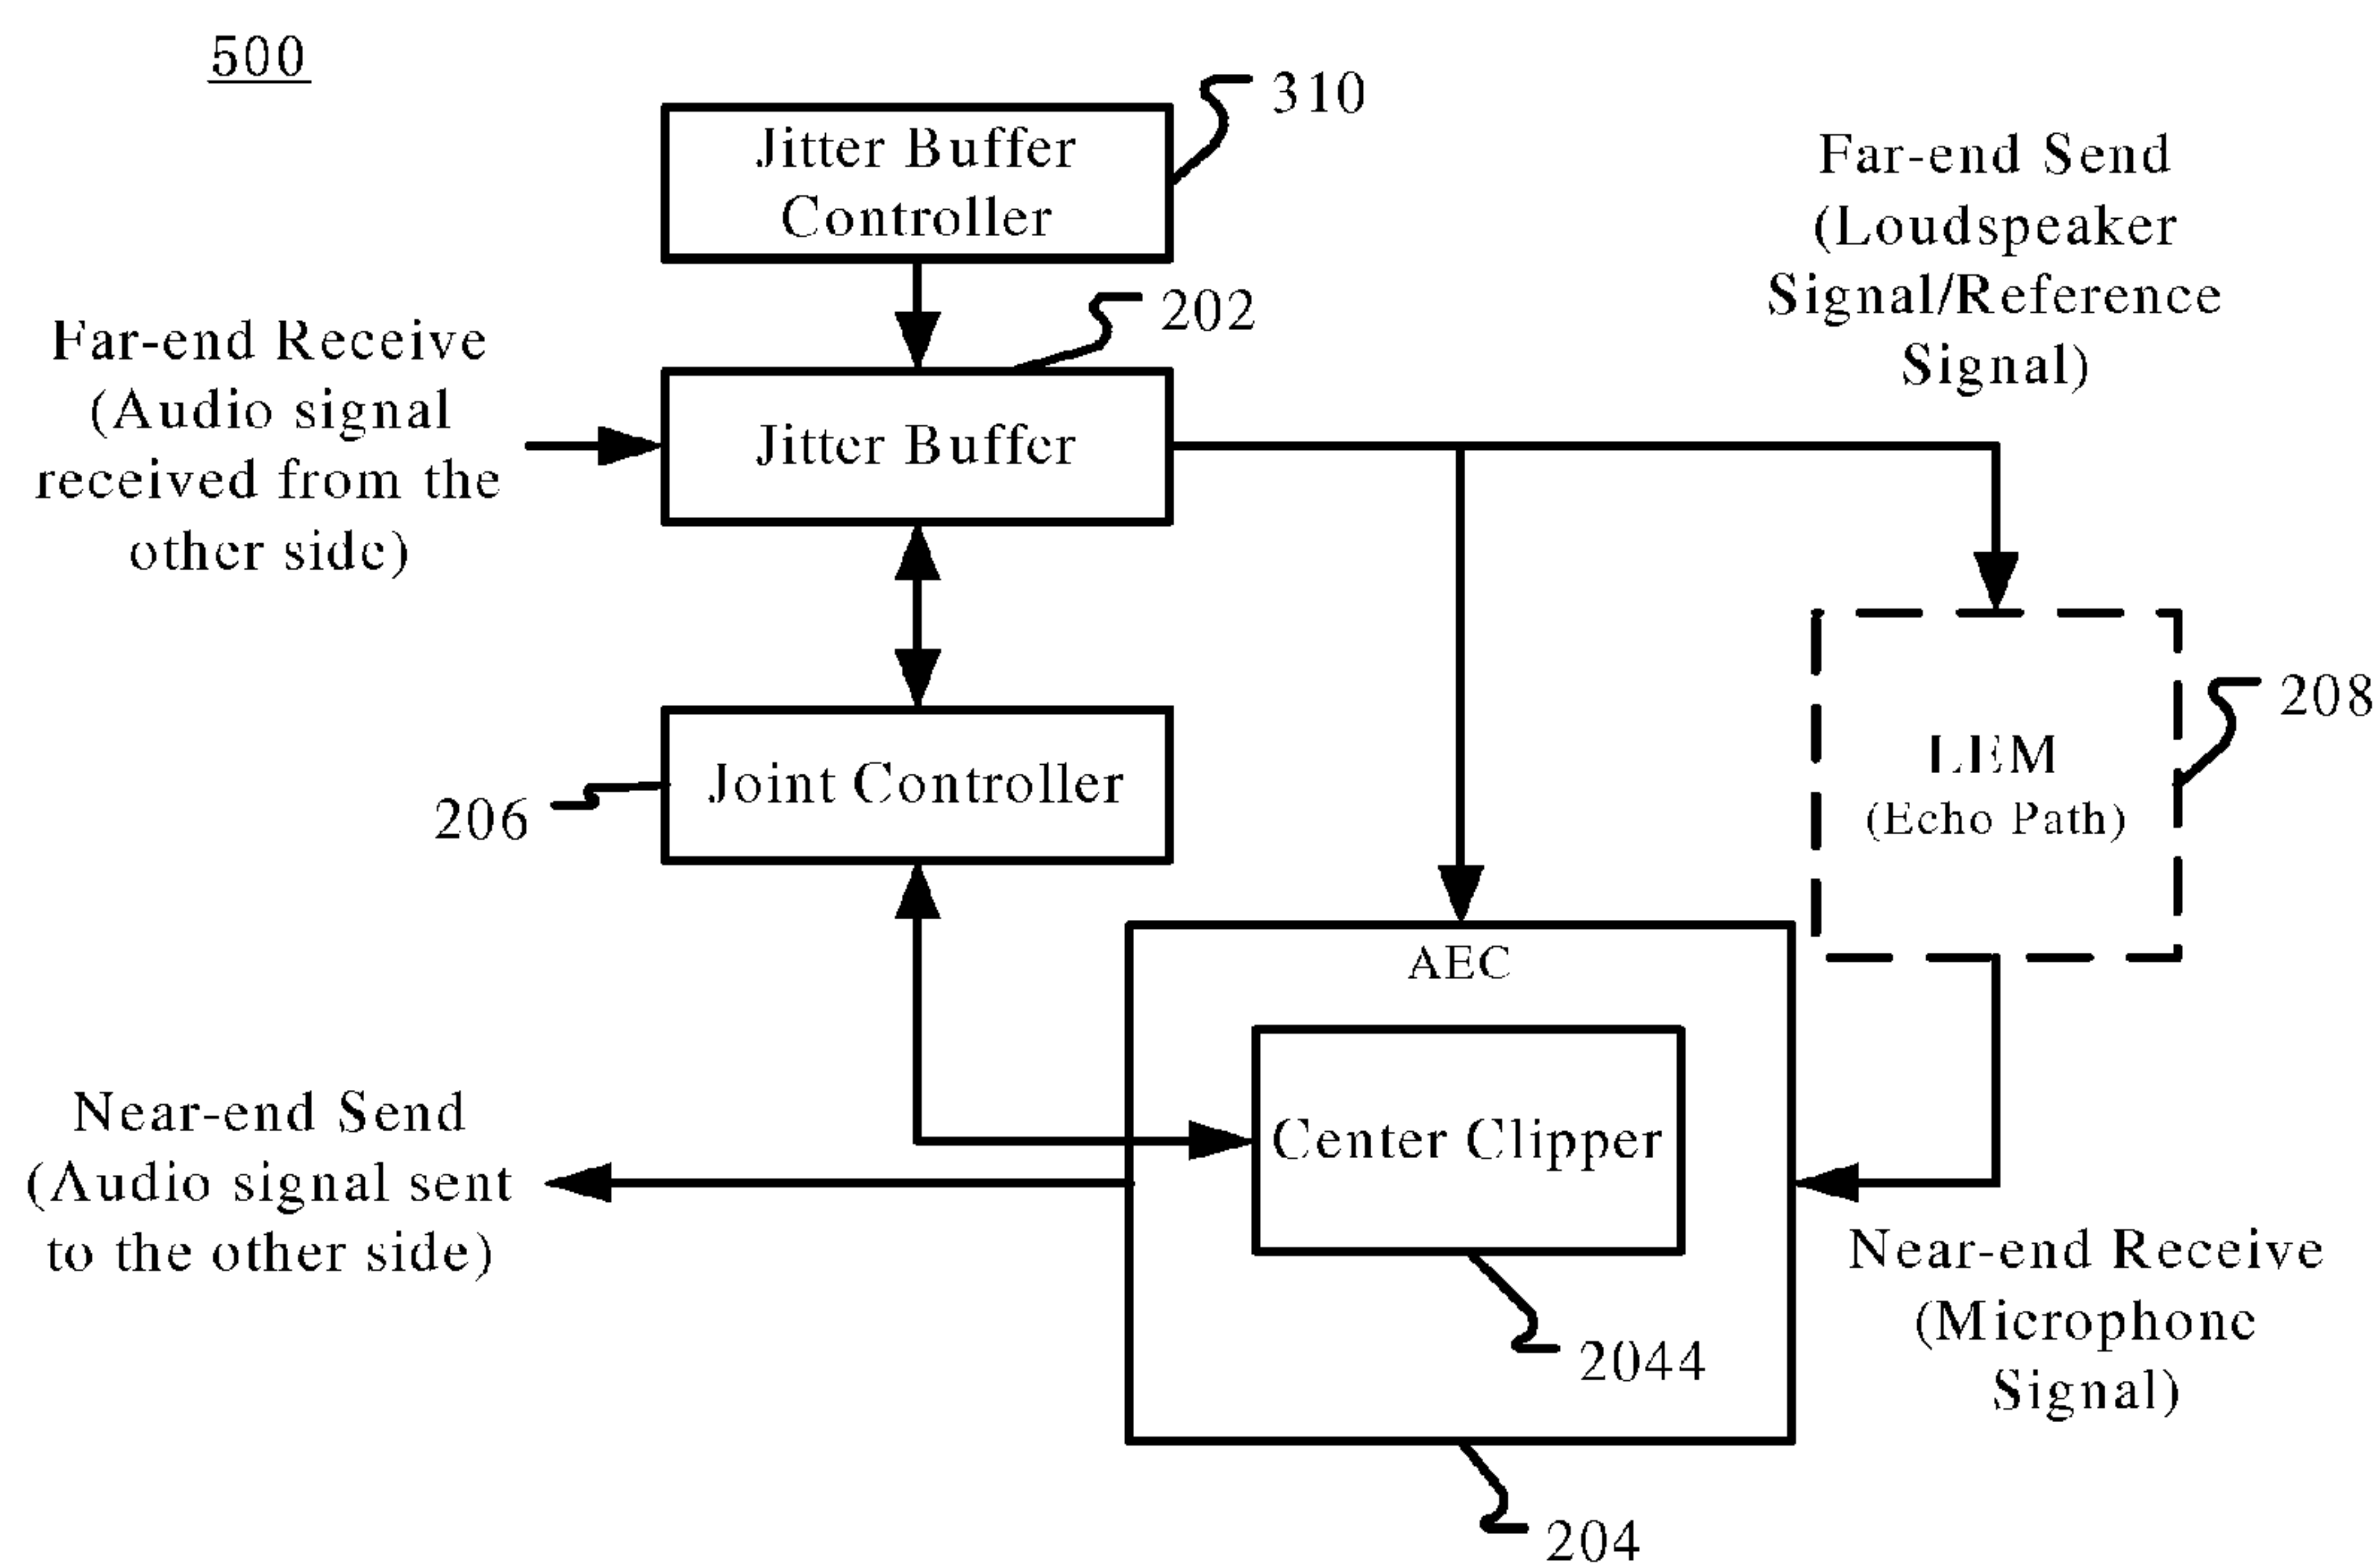 500
310
Jitter Buffer
Controller
Far-end Send
(Loudspeaker
Signal/Reference
Signal)
202
Far-end Receive
(Audio signal
received from the
other side)
Jitter Buffer
208
LEM
(Echo Path)
Joint Controller
206
AEC
Center Clipper
Near-end Send
(Audio signal sent
to the other side)
Near-end Receive
(Microphone
Signal)
2044
204